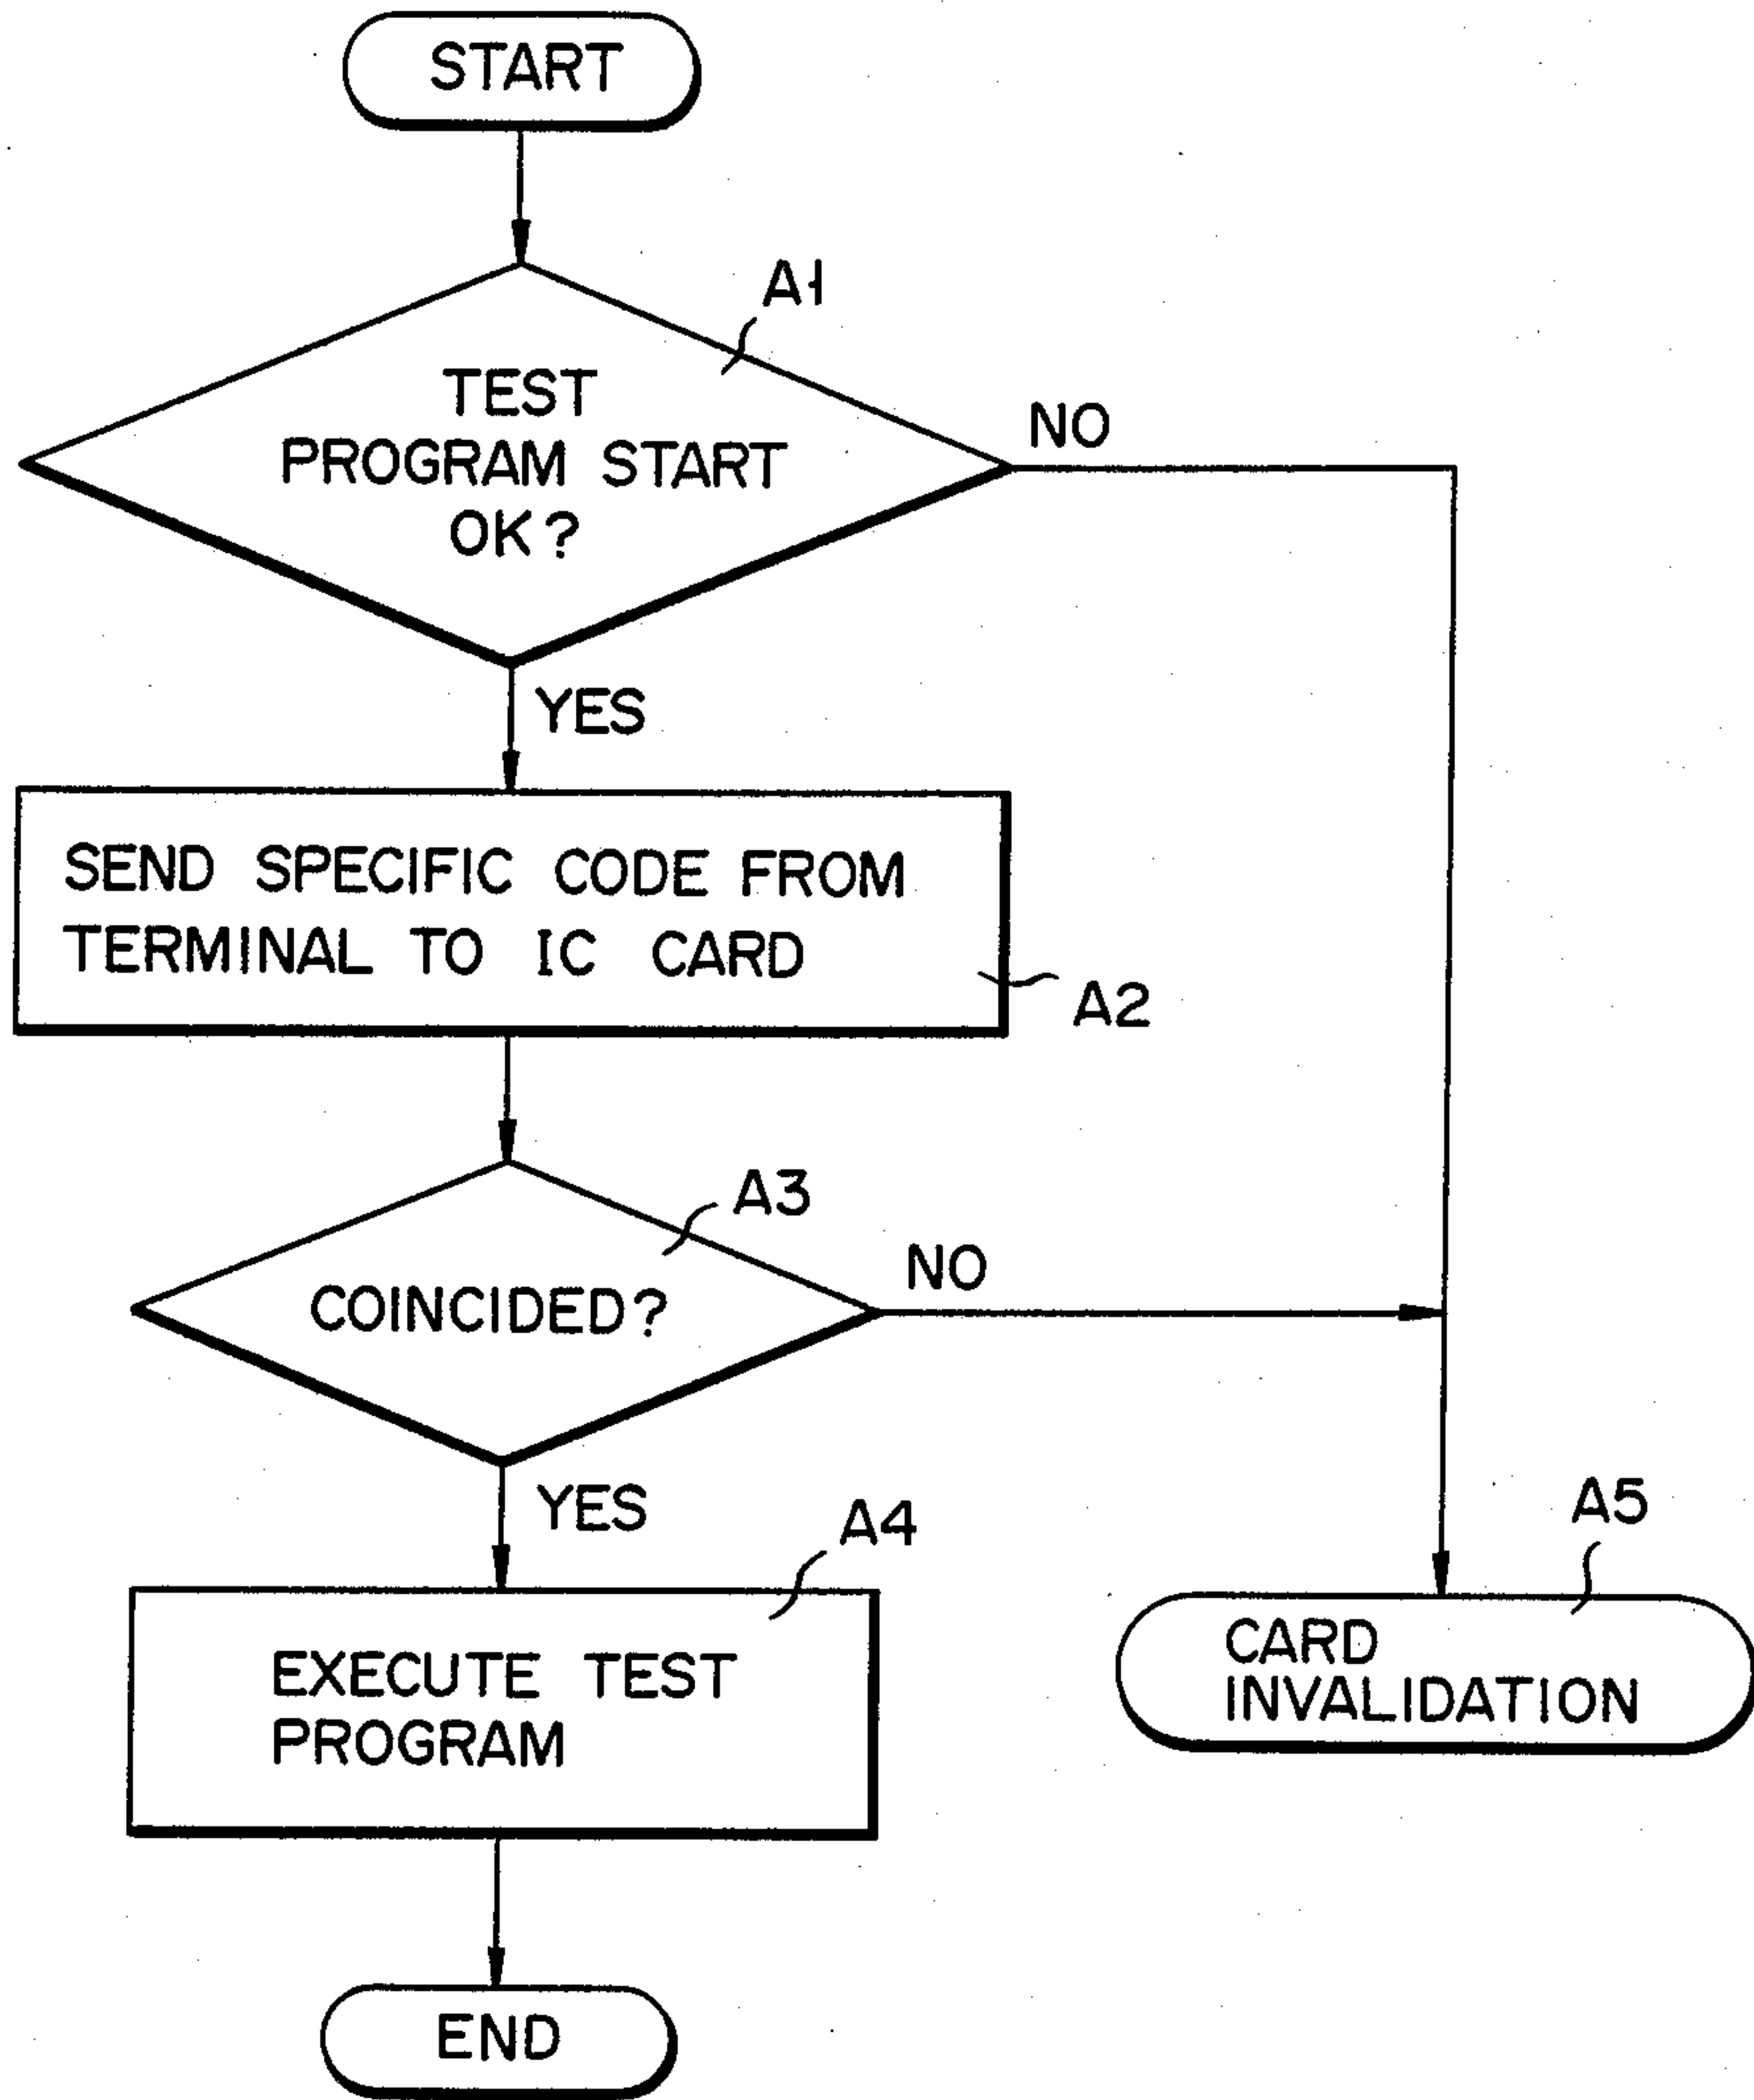 START
A1
TEST
PROGRAM START
OK?
NO
YES
SEND SPECIFIC CODE FROM
TERMINAL TO IC CARD
A2
A3
COINCIDED?
NO
YES
A4
EXECUTE TEST
PROGRAM
A5
CARD
INVALIDATION
END